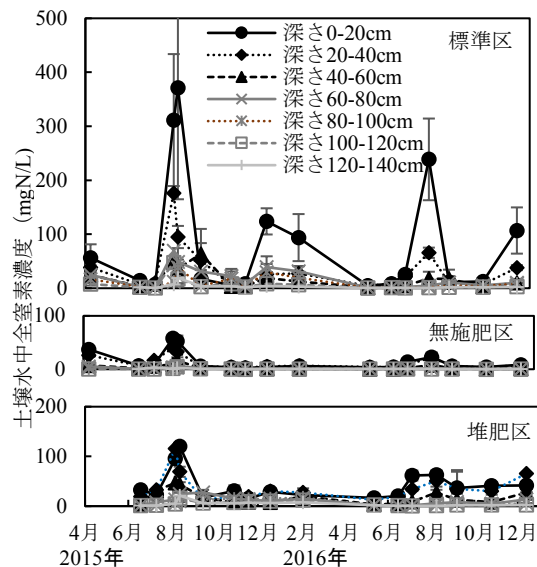 土壌水中全窒素濃度 (mgN/L)
500
400
300
200
100
0
標準区
深さ0-20cm
深さ20-40cm
深さ40-60cm
深さ60-80cm
深さ80-100cm
深さ100-120cm
深さ120-140cm
100
0
無施肥区
200
100
0
堆肥区
4月 6月 8月 10月 12月 2月 4月 6月 8月 10月 12月
2015年 2016年